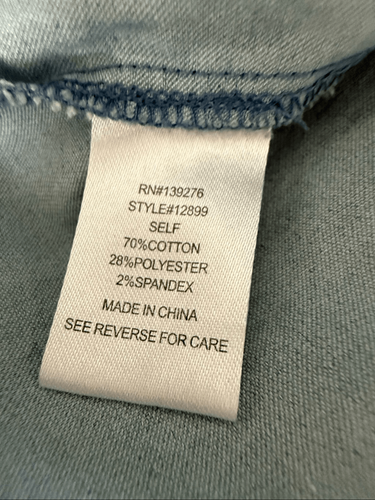 RN#139276
STYLE#12899
SELF
70%COTTON
28%POLYESTER
2%SPANDEX
MADE IN CHINA
SEE REVERSE FOR CARE